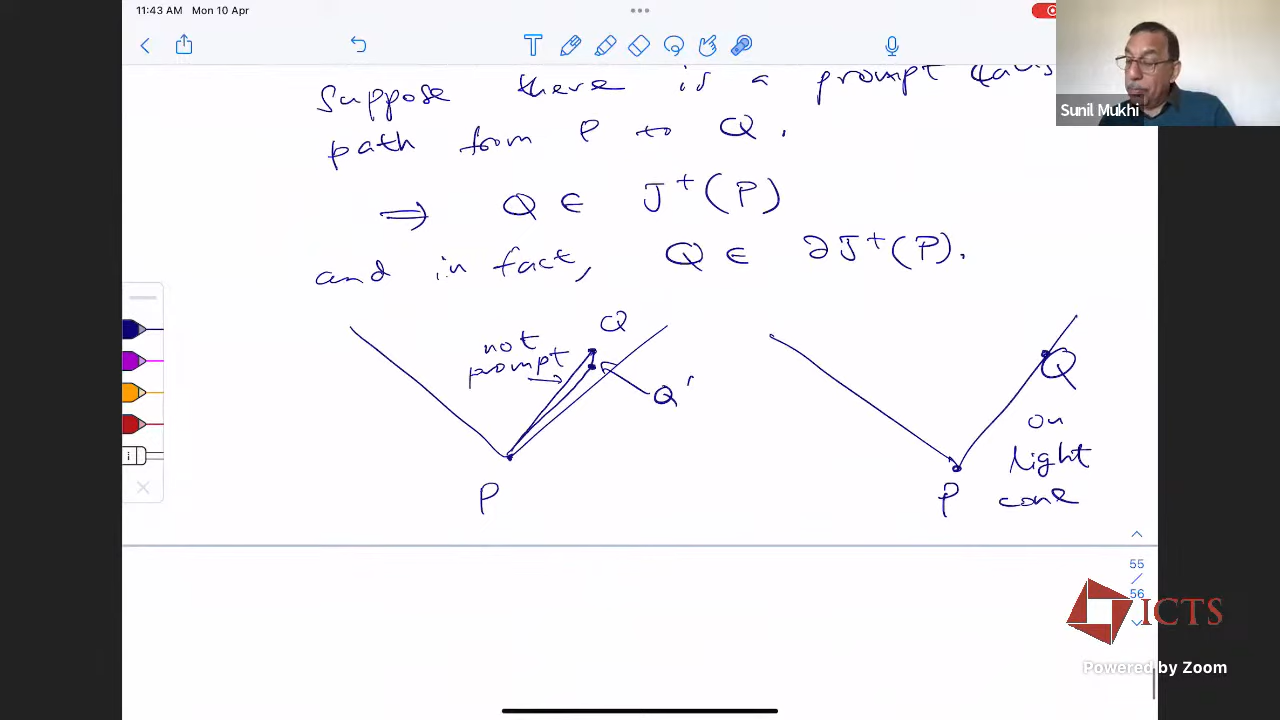 11:43 AM Mon 10 Apr
T
Sunil Mukhi
Suppose there is a prompt
path from P to Q.
⇒ Q ∈ J⁺(P)
and in fact, Q ∈ ∂J⁺(P).
not
prompt
Q
Q'
P
Q
on
light
cone
P
i
55
/
56
ICTS
Powered by Zoom